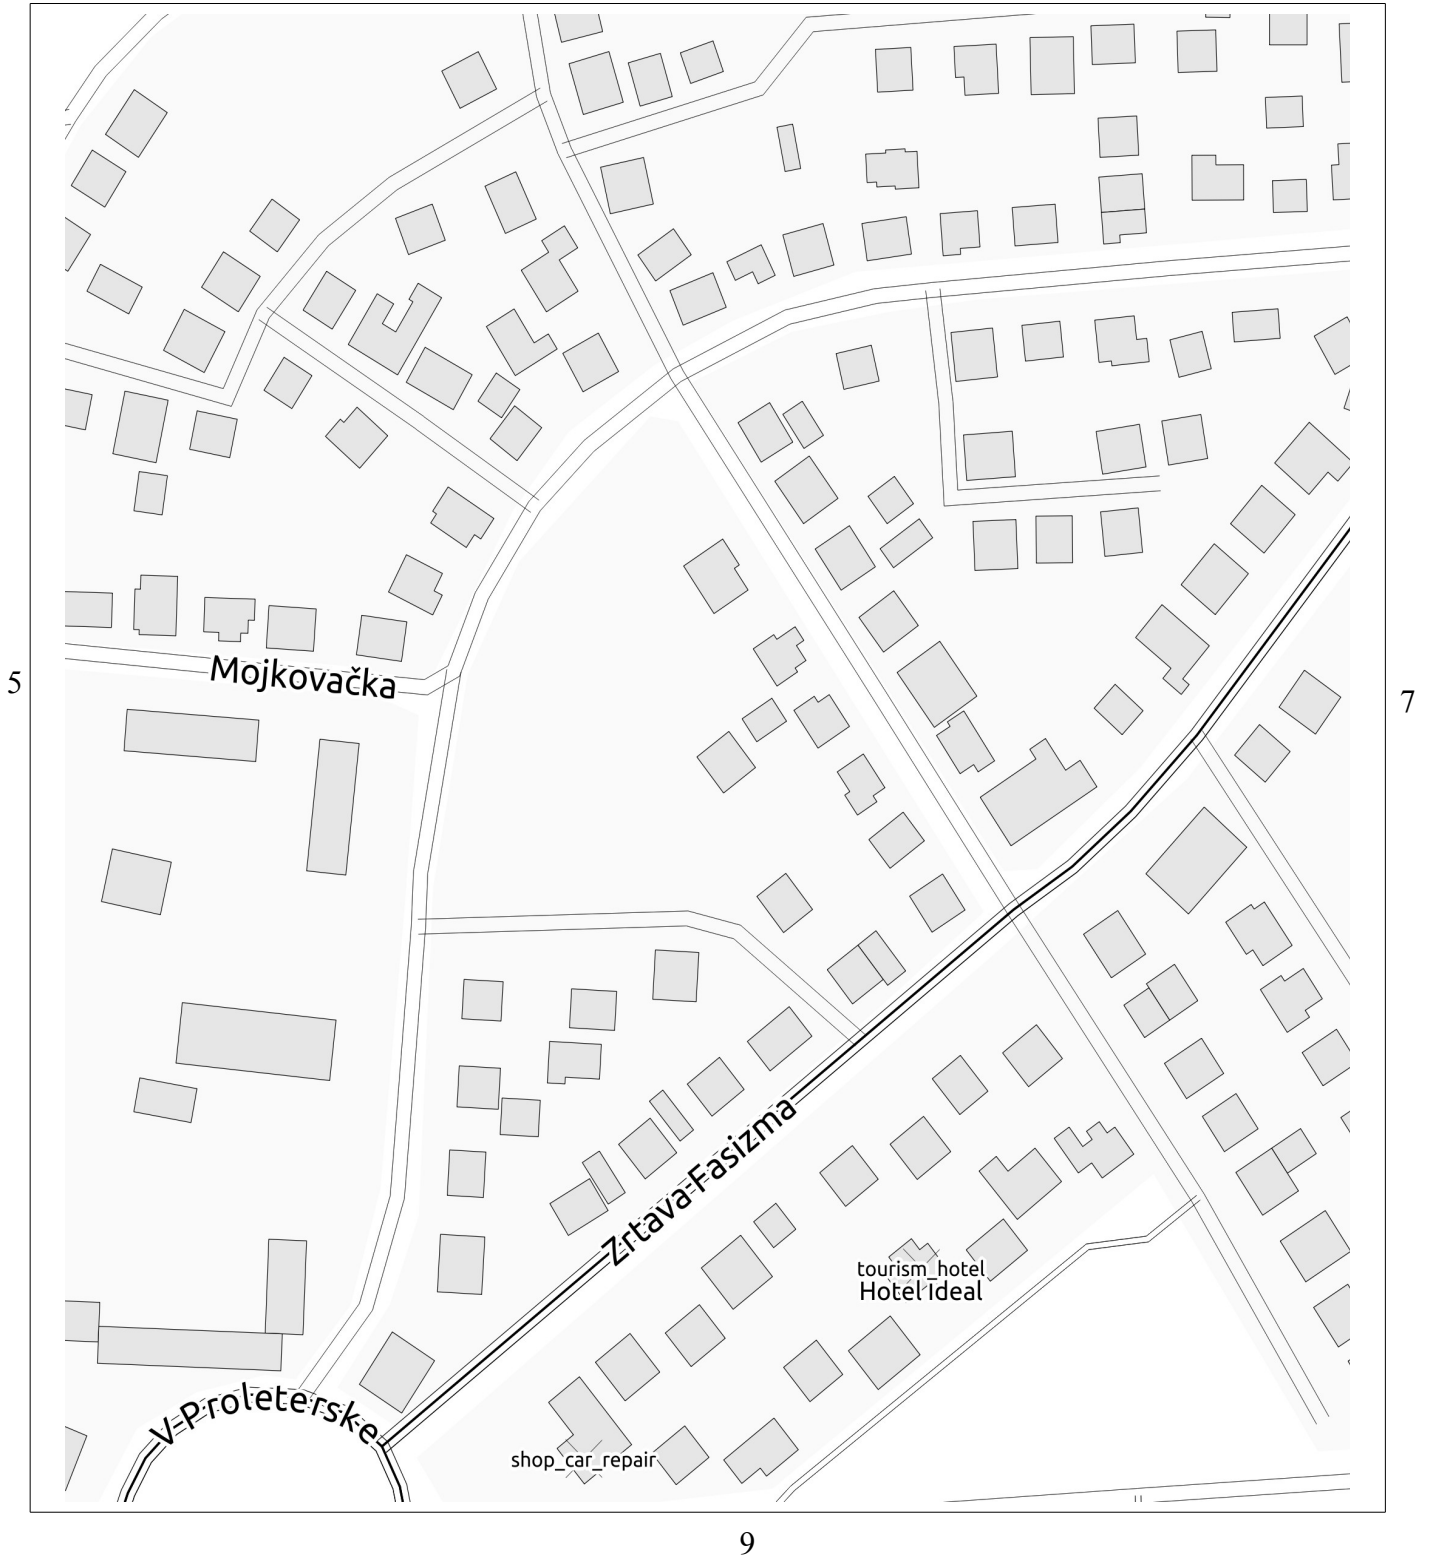 Mojkovačka
5
7
Zrtava Fasizma
tourism_hotel
Hotel Ideal
V Proleterske
shop_car_repair
9